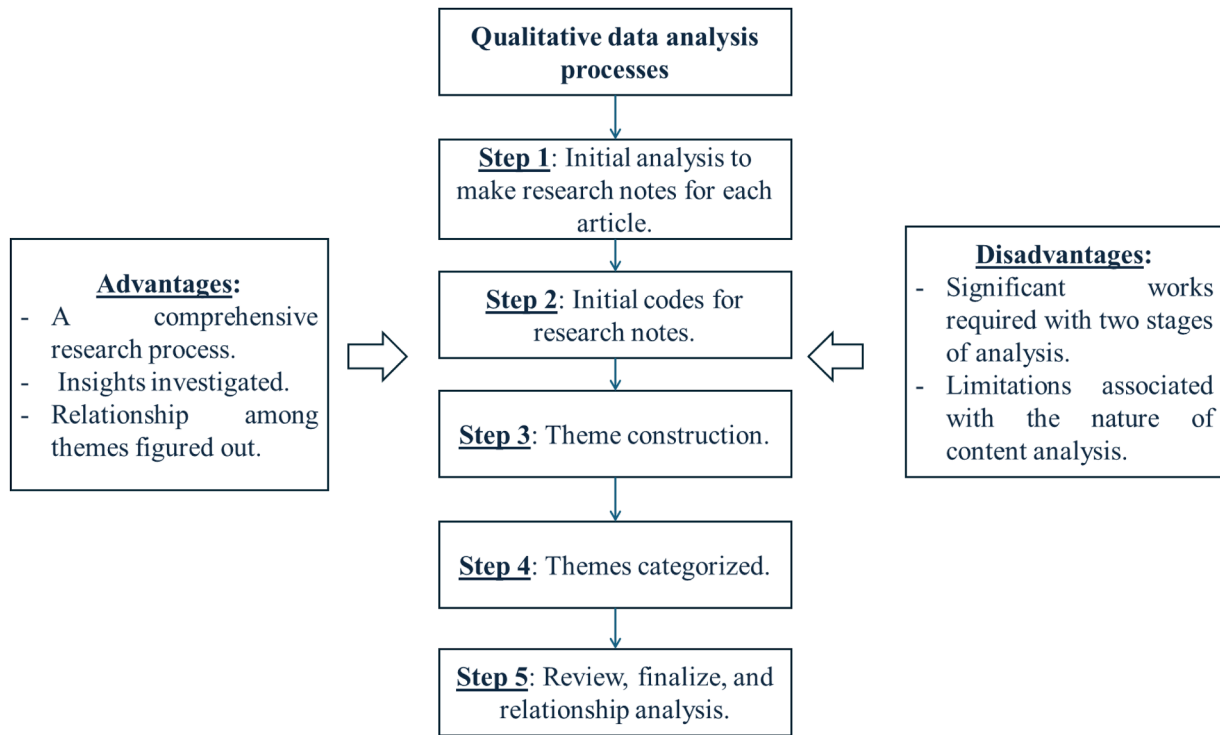 Qualitative data analysis
processes
Step 1: Initial analysis to
make research notes for each
article.
Advantages:
- A comprehensive
research process.
- Insights investigated.
- Relationship among
themes figured out.
Step 2: Initial codes for
research notes.
Disadvantages:
- Significant works
required with two stages
of analysis.
- Limitations associated
with the nature of
content analysis.
Step 3: Theme construction.
Step 4: Themes categorized.
Step 5: Review, finalize, and
relationship analysis.